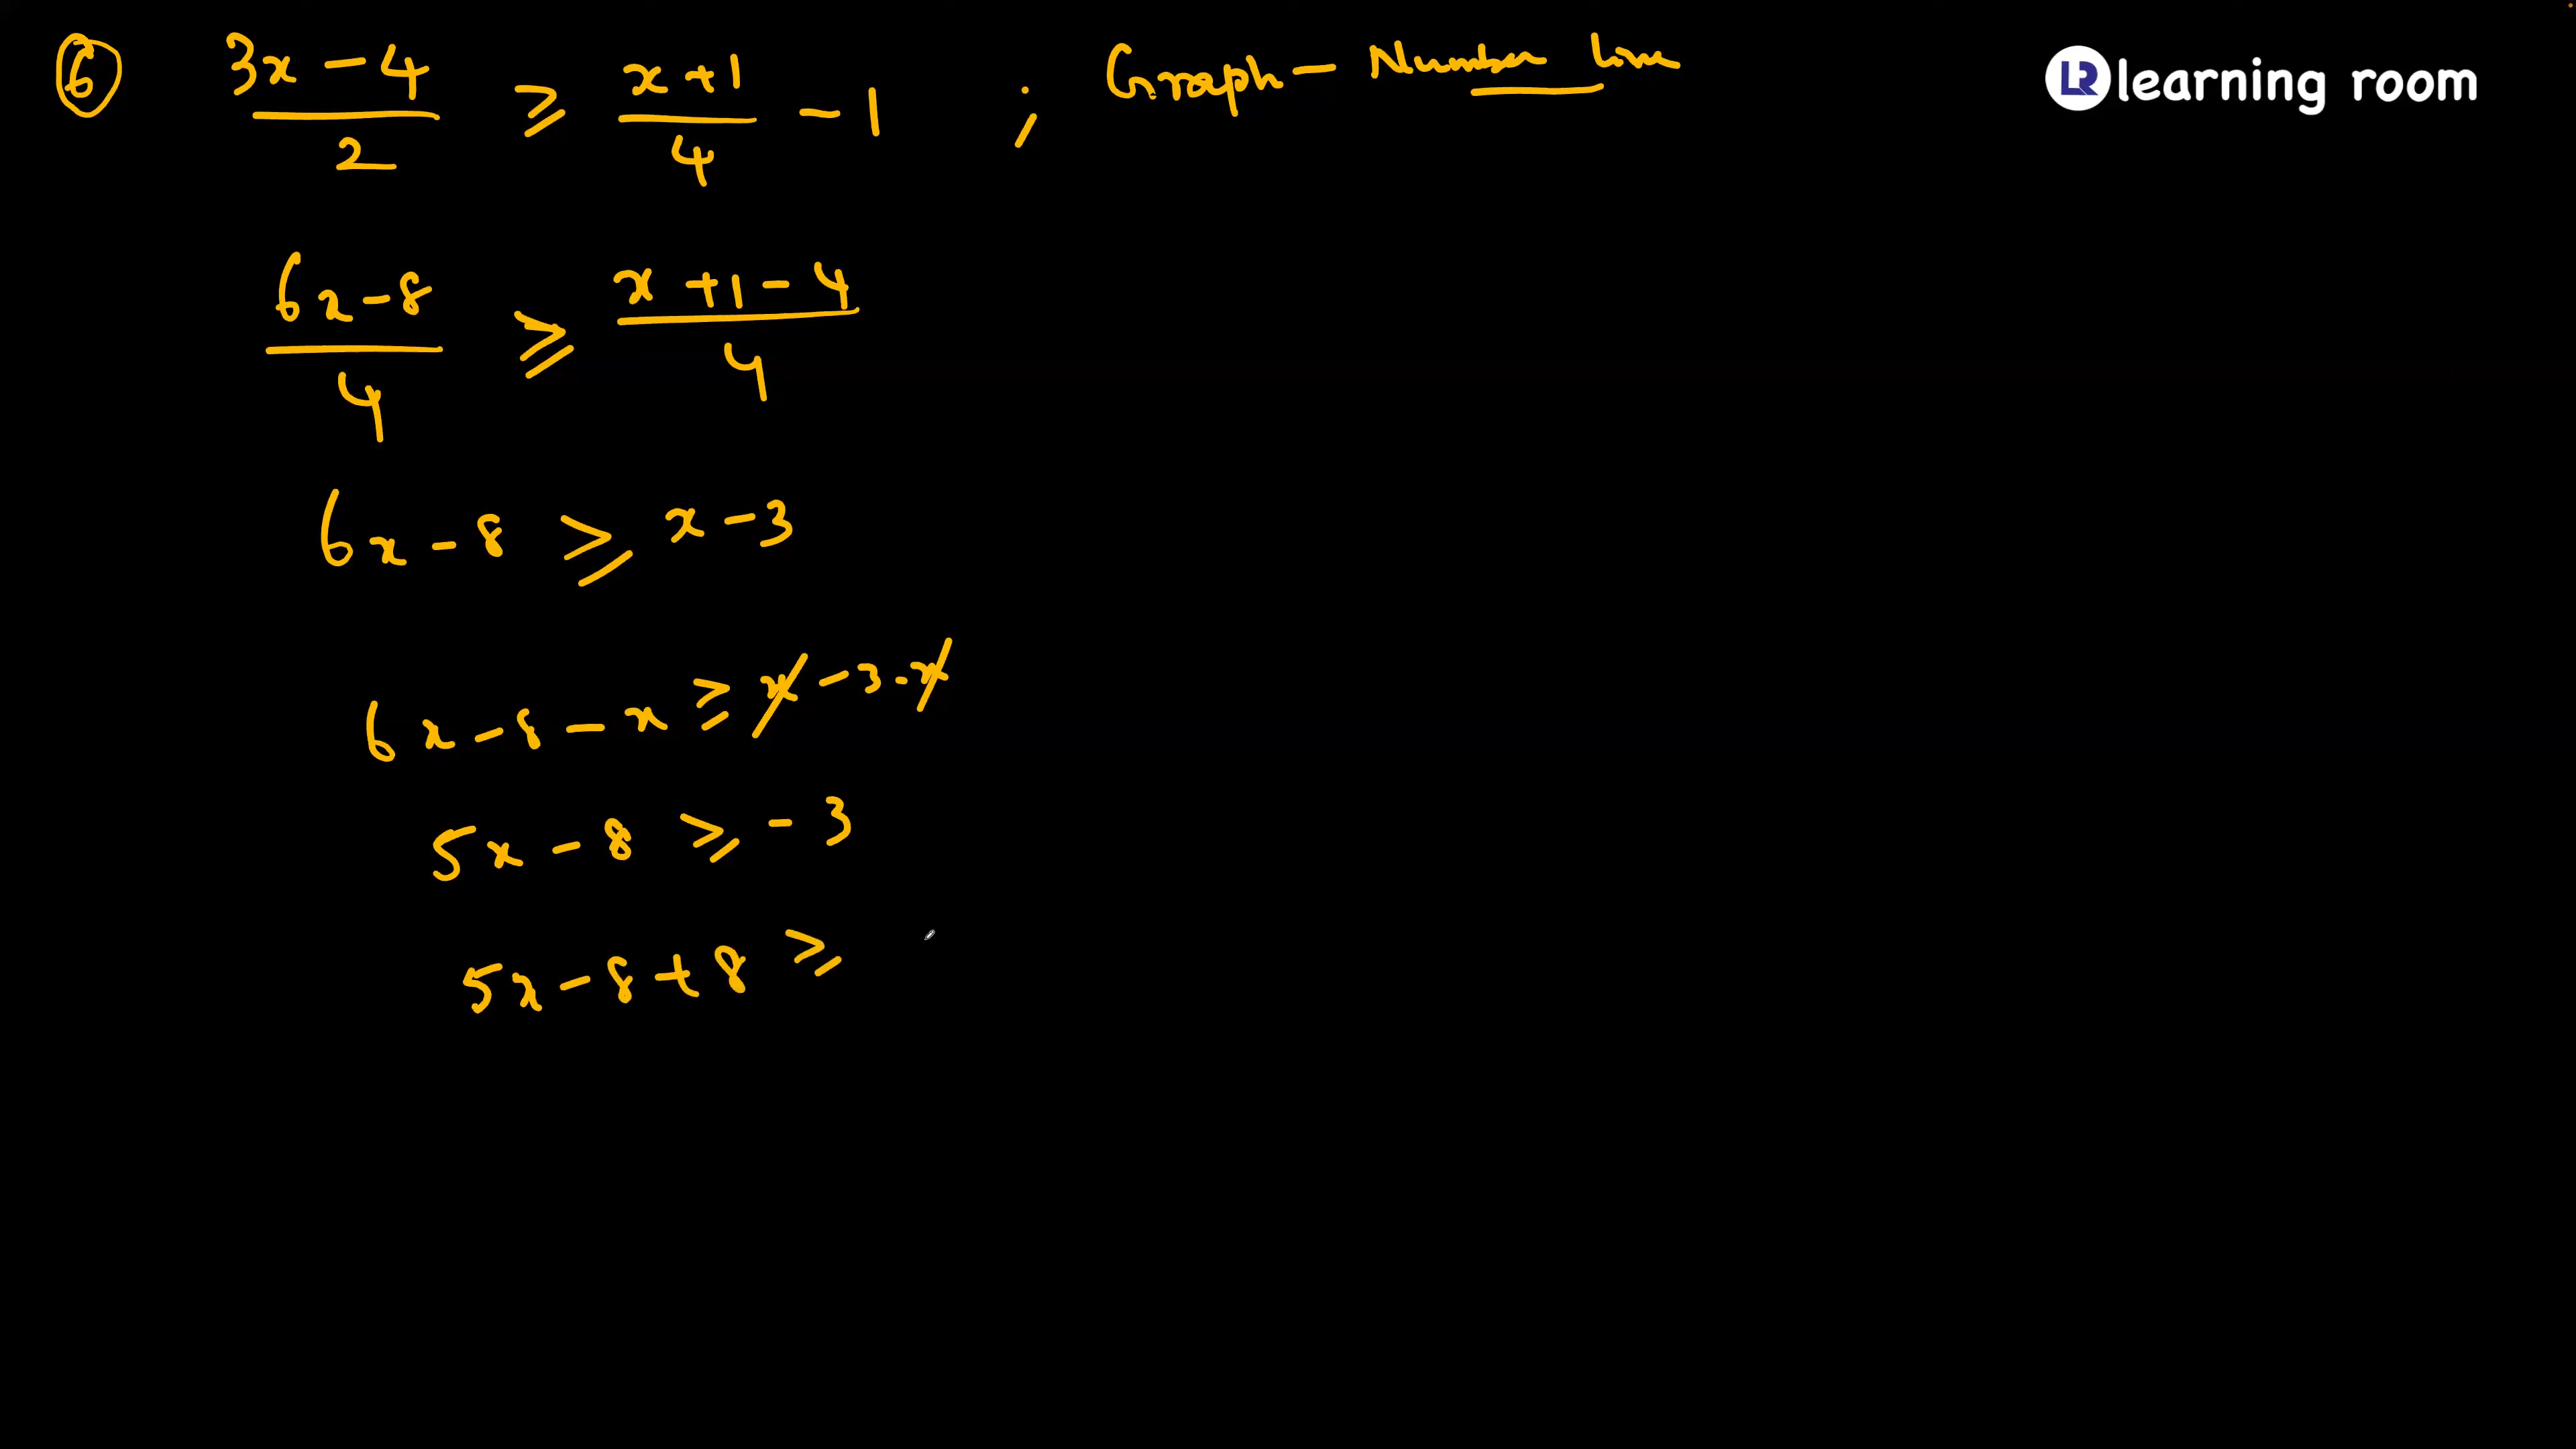 6 (3x - 4)/2 ≥ (x + 1)/4 - 1 ; Graph - Number line
LR learning room
(6x - 8)/4 ≥ (x + 1 - 4)/4
6x - 8 ≥ x - 3
6x - 8 - x ≥ x - 3 - x
5x - 8 ≥ - 3
5x - 8 + 8 ≥